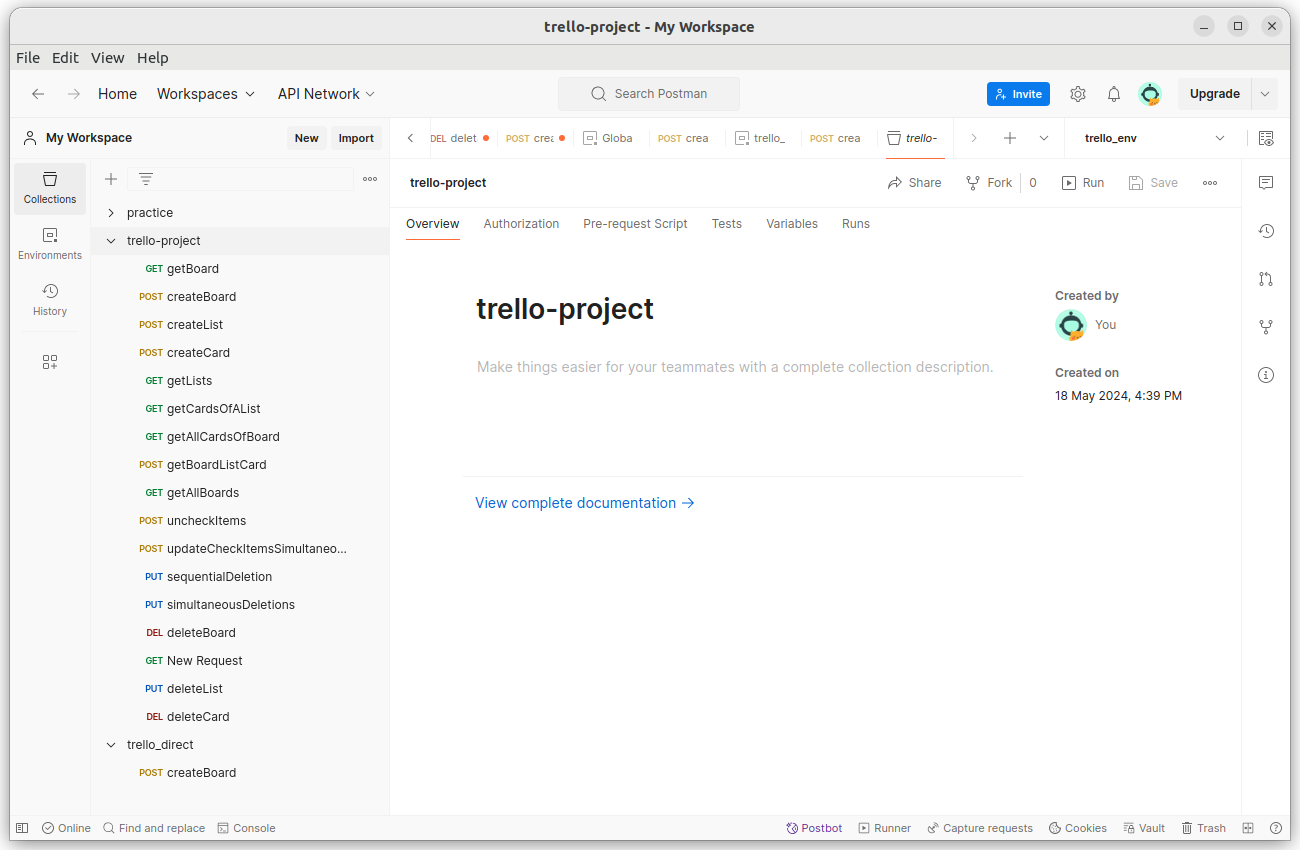 trello-project - My Workspace
File Edit View Help
Home Workspaces API Network Search Postman Invite Upgrade
My Workspace New Import
DEL delet POST crea Globa POST crea trello_ POST crea trello- trello_env
Collections
Environments
History
practice
trello-project
GET getBoard
POST createBoard
POST createList
POST createCard
GET getLists
GET getCardsOfAList
GET getAllCardsOfBoard
POST getBoardListCard
GET getAllBoards
POST uncheckItems
POST updateCheckItemsSimultaneo...
PUT sequentialDeletion
PUT simultaneousDeletions
DEL deleteBoard
GET New Request
PUT deleteList
DEL deleteCard
trello_direct
POST createBoard
trello-project Share Fork 0 Run Save
Overview Authorization Pre-request Script Tests Variables Runs
trello-project
Make things easier for your teammates with a complete collection description.
View complete documentation →
Created by
You
Created on
18 May 2024, 4:39 PM
Online Find and replace Console Postbot Runner Capture requests Cookies Vault Trash